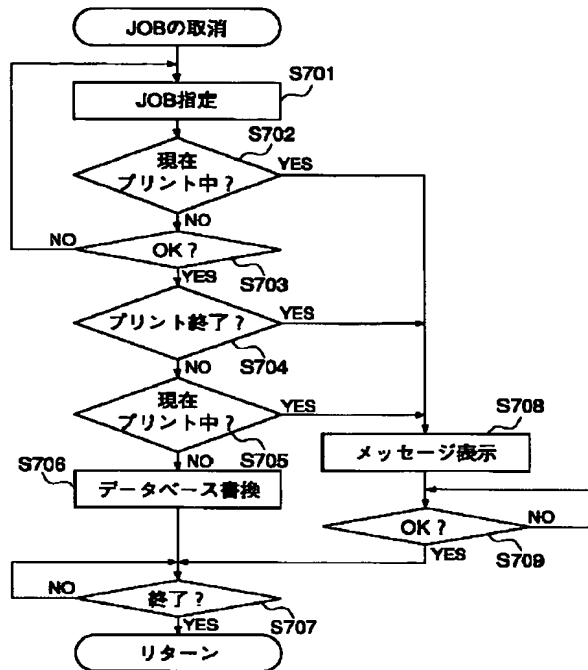 JOBの取消
S701
JOB指定
S702
現在
プリント中？
YES
NO
NO
OK？
S703
YES
プリント終了？
YES
S704
NO
現在
プリント中？
YES
S705
S708
メッセージ表示
S706
NO
データベース書換
OK？
NO
S709
YES
NO
終了？
S707
YES
リターン